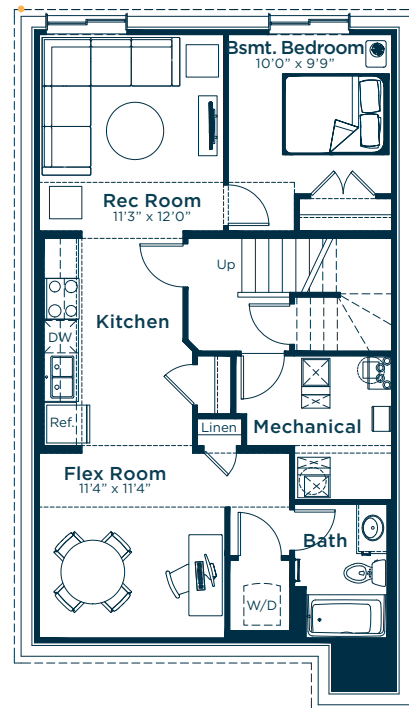 Bsmt. Bedroom
10'0" x 9'9"
Rec Room
11'3" x 12'0"
Up
Kitchen
DW
Ref.
Linen
Mechanical
Flex Room
11'4" x 11'4"
Bath
W/D